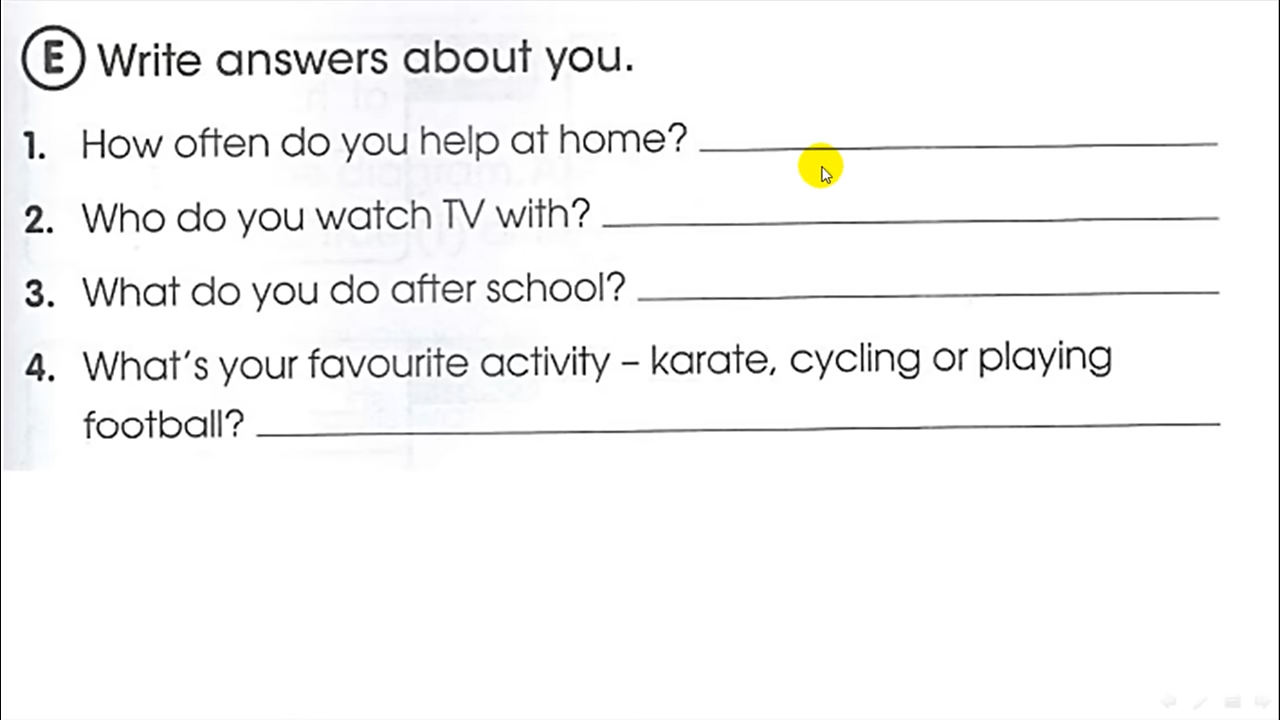 E Write answers about you.
1. How often do you help at home?
2. Who do you watch TV with?
3. What do you do after school?
4. What's your favourite activity – karate, cycling or playing
football?